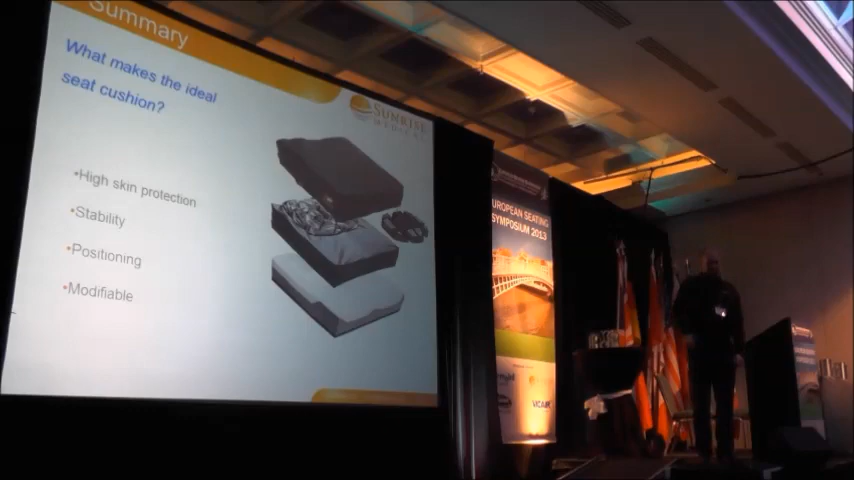 Summary
What makes the ideal
seat cushion?
SUNRISE
MEDICAL
•High skin protection
•Stability
•Positioning
•Modifiable
EUROPEAN SEATING
SYMPOSIUM 2013
VICAIR